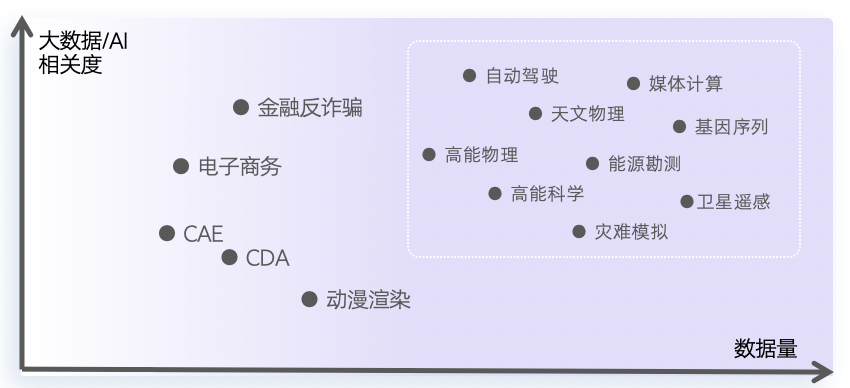 大数据/AI
相关度
自动驾驶
媒体计算
金融反诈骗
天文物理
基因序列
高能物理
能源勘测
电子商务
高能科学
卫星遥感
CAE
灾难模拟
CDA
动漫渲染
数据量